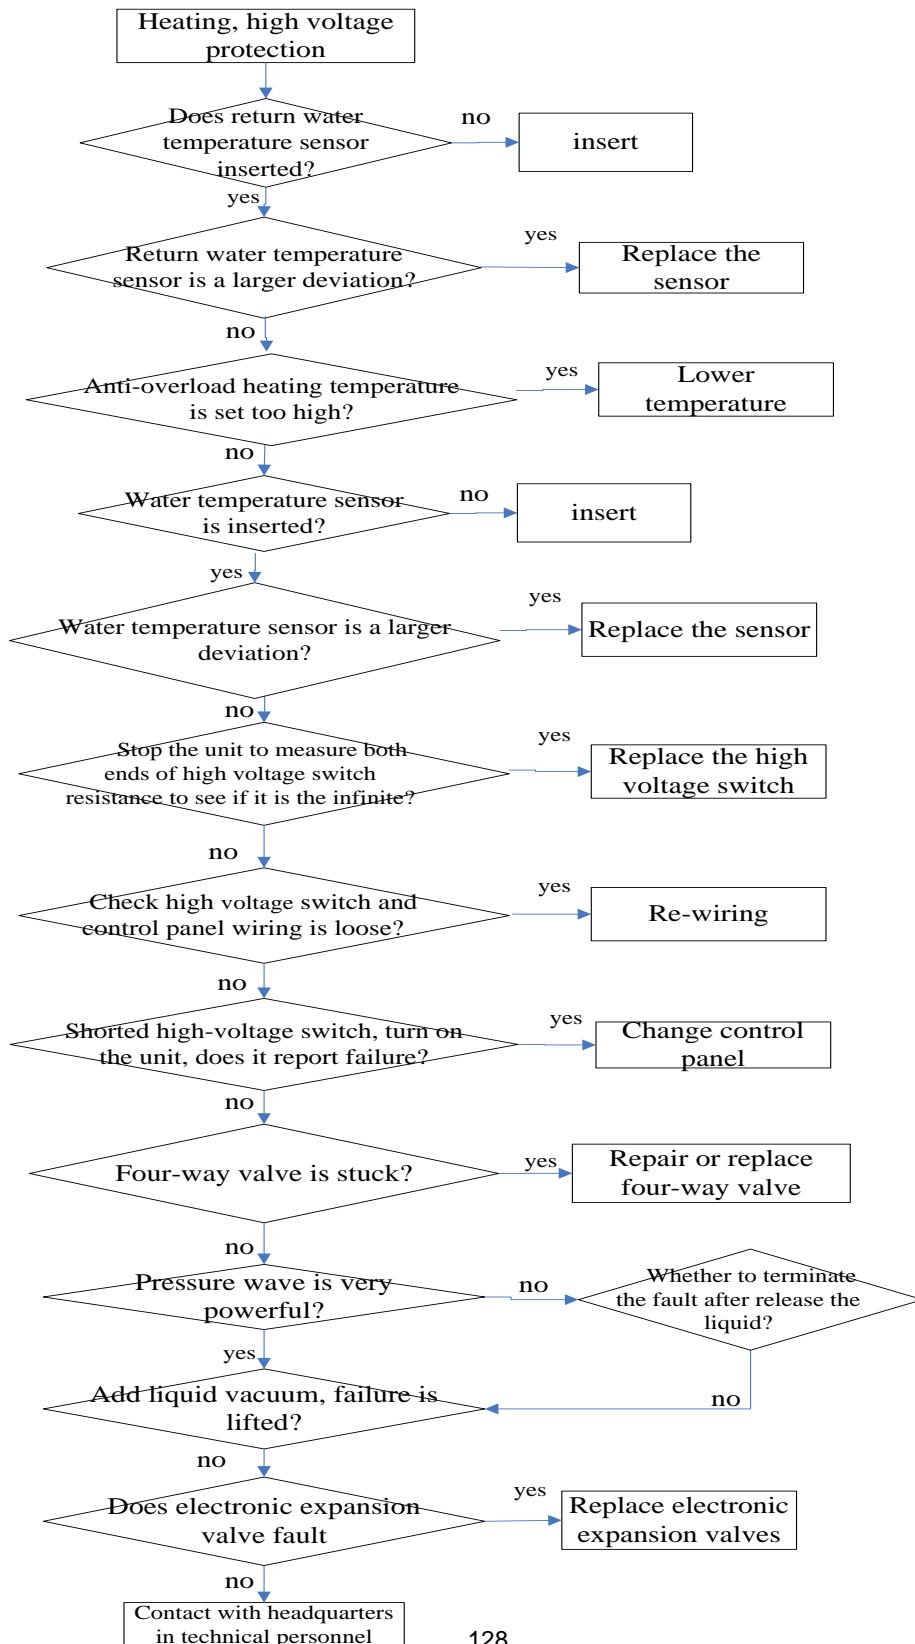 Heating, high voltage
protection
Does return water
temperature sensor
inserted?
no
insert
yes
Return water temperature
sensor is a larger deviation?
yes
Replace the
sensor
no
Anti-overload heating temperature
is set too high?
yes
Lower
temperature
no
Water temperature sensor
is inserted?
no
insert
yes
Water temperature sensor is a larger
deviation?
yes
Replace the sensor
no
Stop the unit to measure both
ends of high voltage switch
resistance to see if it is the infinite?
yes
Replace the high
voltage switch
no
Check high voltage switch and
control panel wiring is loose?
yes
Re-wiring
no
Shorted high-voltage switch, turn on
the unit, does it report failure?
yes
Change control
panel
no
Four-way valve is stuck?
yes
Repair or replace
four-way valve
no
Pressure wave is very
powerful?
no
Whether to terminate
the fault after release the
liquid?
yes
no
Add liquid vacuum, failure is
lifted?
no
Does electronic expansion
valve fault
yes
Replace electronic
expansion valves
no
Contact with headquarters
in technical personnel
128